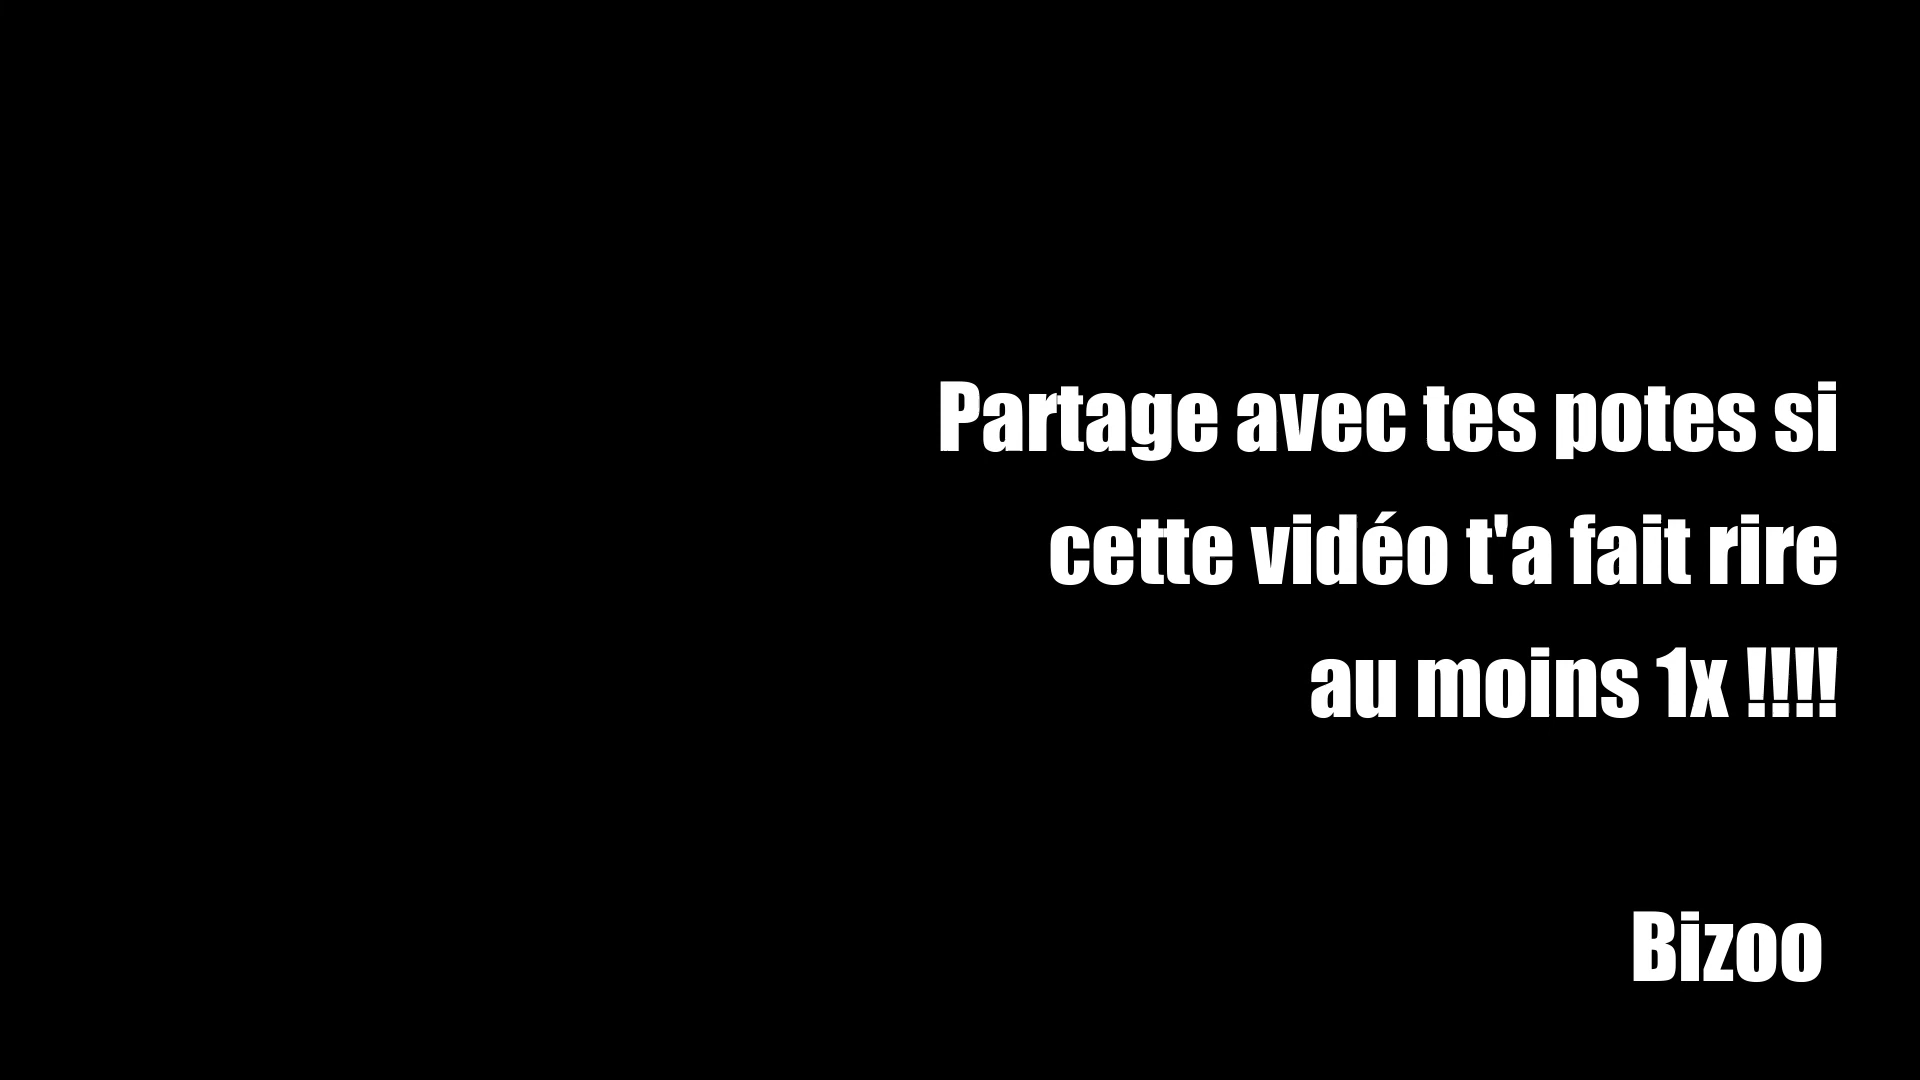 Partage avec tes potes si
cette vidéo t'a fait rire
au moins 1x !!!!
Bizoo